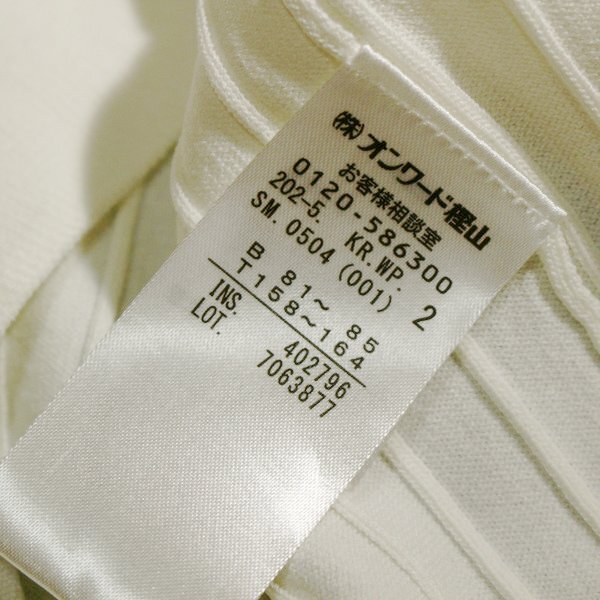 (株)オンワード樫山
お客様相談室
0120-586300
202-5. KR.WP.
SM.0504(001) 2
B 81〜 85
T158〜164
INS. 402796
LOT. 7063877